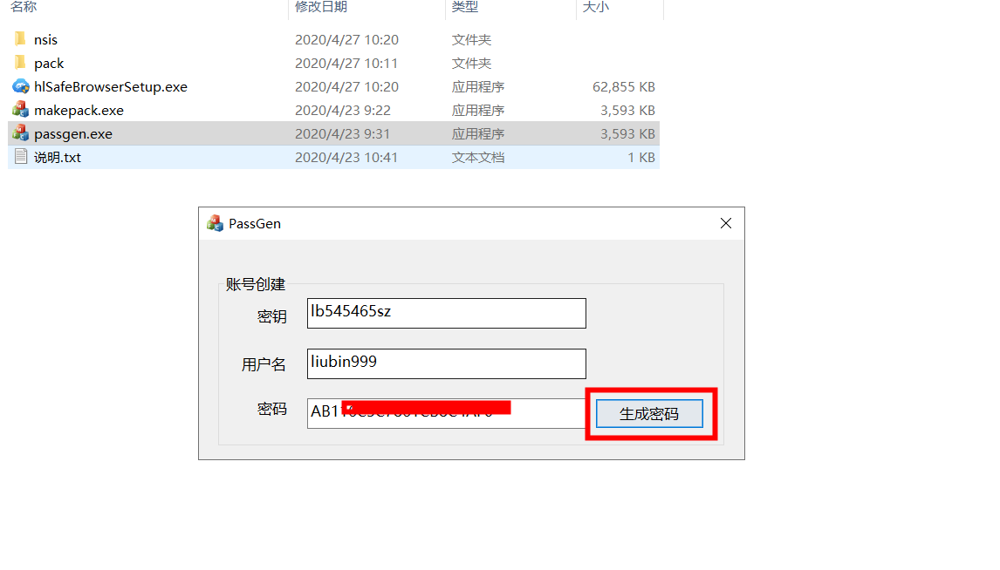 名称 修改日期 类型 大小
nsis 2020/4/27 10:20 文件夹
pack 2020/4/27 10:11 文件夹
hlSafeBrowserSetup.exe 2020/4/27 10:20 应用程序 62,855 KB
makepack.exe 2020/4/23 9:22 应用程序 3,593 KB
passgen.exe 2020/4/23 9:31 应用程序 3,593 KB
说明.txt 2020/4/23 10:41 文本文档 1 KB
PassGen
账号创建
密钥 lb545465sz
用户名 liubin999
密码 生成密码